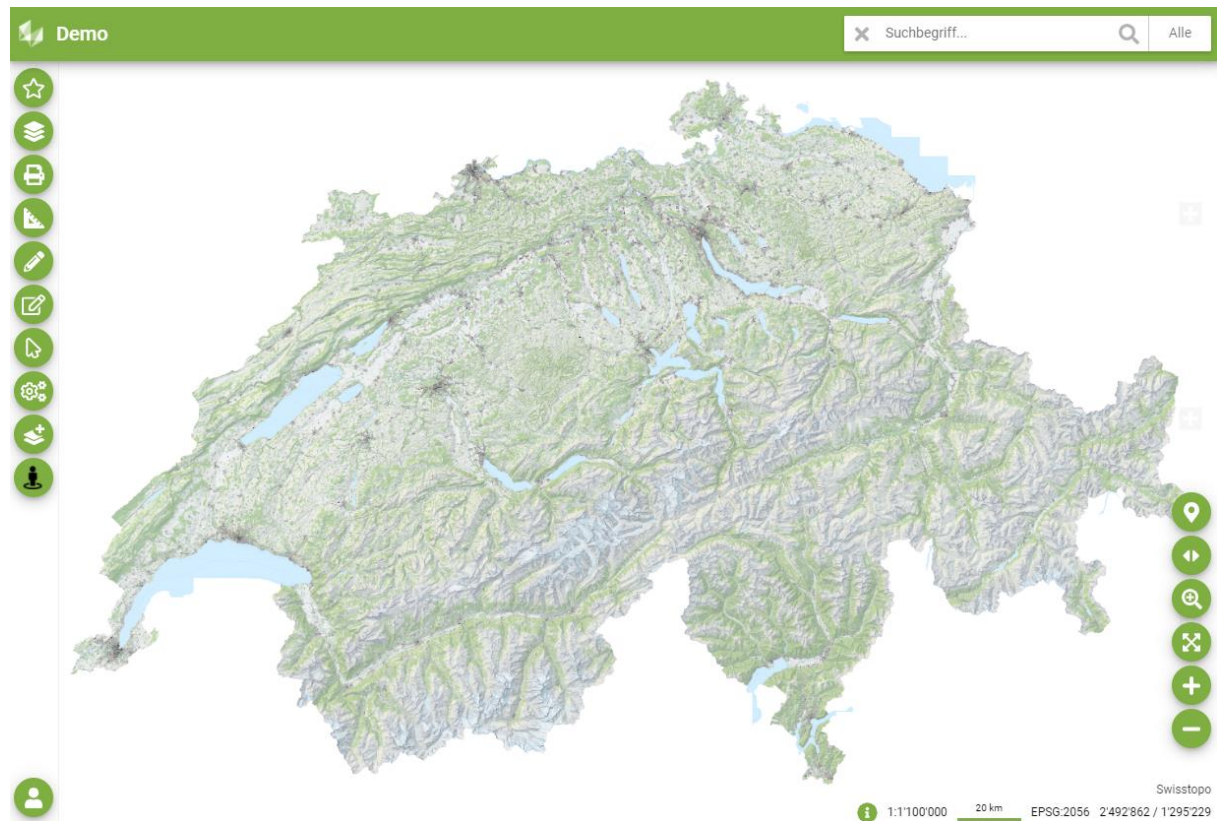 Demo
Suchbegriff...
Alle
Swisstopo
1:1'100'000 20 km EPSG:2056 2'492'862 / 1'295'229